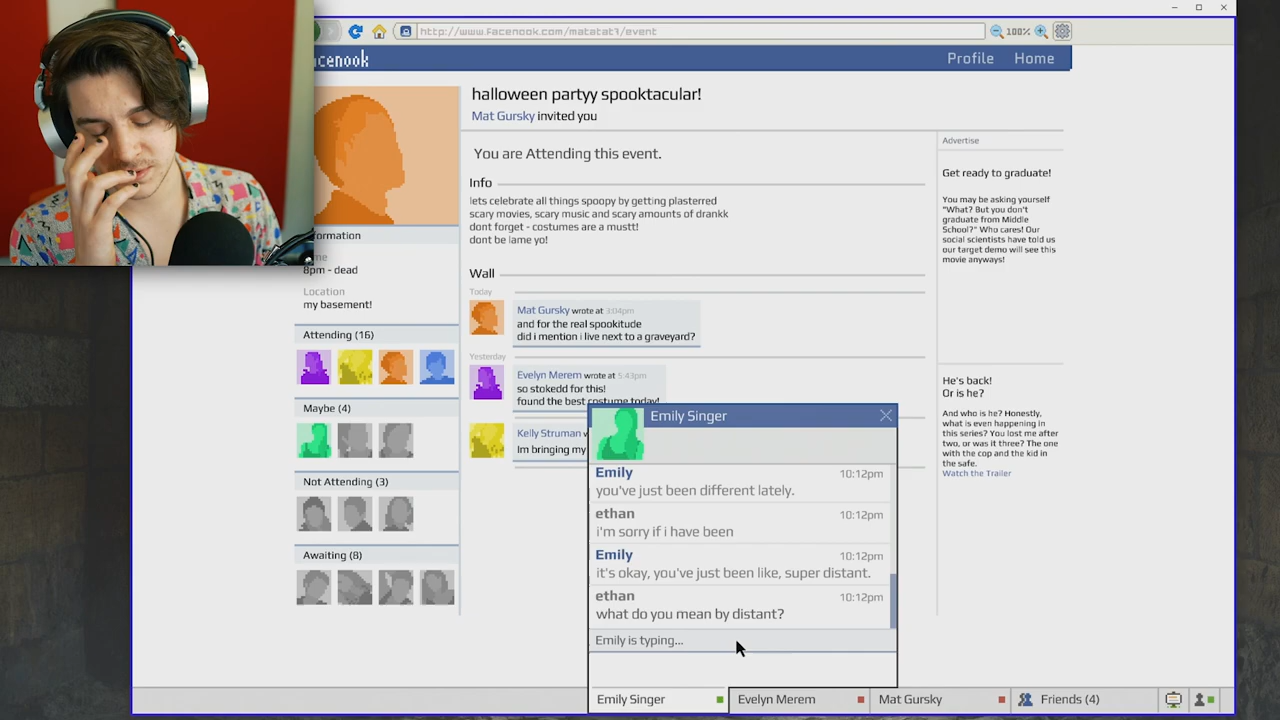 http://www.Facenook.com/matatat1/event
100%
cenook
Profile
Home
halloween partyy spooktacular!
Mat Gursky invited you
You are Attending this event.
Info
lets celebrate all things spoopy by getting plasterred
scary movies, scary music and scary amounts of drankk
dont forget - costumes are a mustt!
dont be lame yo!
8pm - dead
Location
my basement!
Attending (16)
Maybe (4)
Not Attending (3)
Awaiting (8)
Wall
Today
Mat Gursky wrote at 3:04pm
and for the real spookitude
did i mention i live next to a graveyard?
Yesterday
Evelyn Merem wrote at 5:43pm
so stokedd for this!
found the best costume today!
Kelly Struman
Im bringing my
Advertise
Get ready to graduate!
You may be asking yourself
"What? But you don't
graduate from Middle
School?" Who cares! Our
social scientists have told us
our target demo will see this
movie anyways!
He's back!
Or is he?
And who is he? Honestly,
what is even happening in
this series? You lost me after
two, or was it three? The one
with the cop and the kid in
the safe.
Watch the Trailer
Emily Singer
Emily 10:12pm
you've just been different lately.
ethan 10:12pm
i'm sorry if i have been
Emily 10:12pm
it's okay, you've just been like, super distant.
ethan 10:12pm
what do you mean by distant?
Emily is typing...
Emily Singer
Evelyn Merem
Mat Gursky
Friends (4)